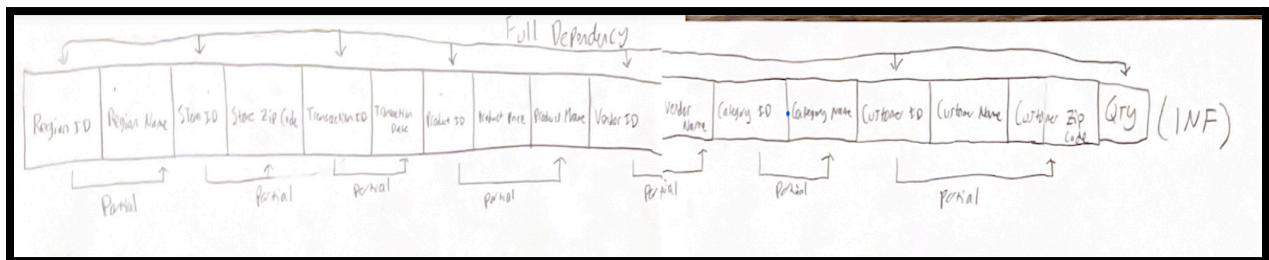 Full Dependency
Region ID
Region Name
Store ID
Store Zip Code
Transaction ID
Transaction Date
Product ID
Product Price
Product Name
Vendor ID
Vendor Name
Category ID
Category Name
Customer ID
Customer Name
Customer Zip Code
QTY
(1NF)
Partial
Partial
Partial
Partial
Partial
Partial
Partial